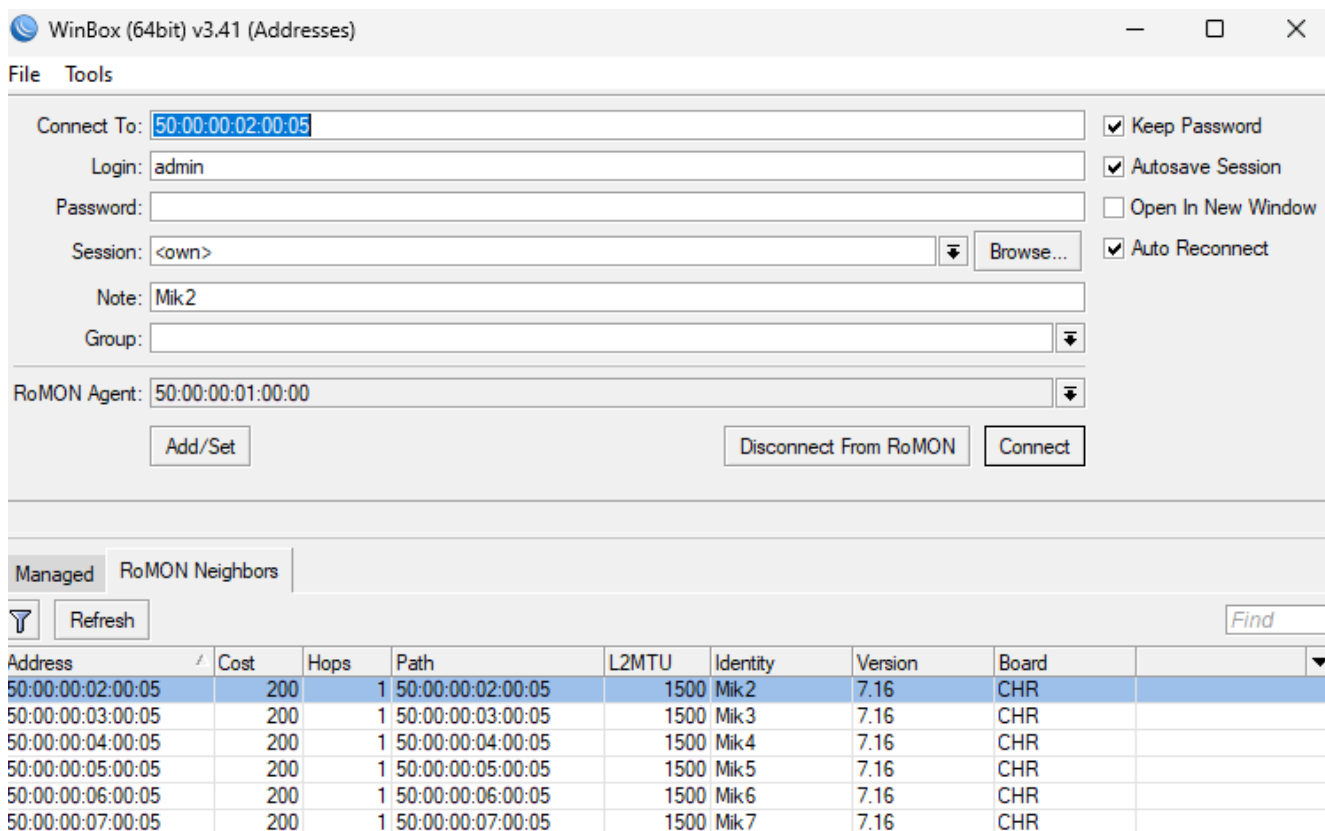 WinBox (64bit) v3.41 (Addresses)
File Tools
Connect To: 50:00:00:02:00:05 Keep Password
Login: admin Autosave Session
Password: Open In New Window
Session: <own> Browse... Auto Reconnect
Note: Mik2
Group:
RoMON Agent: 50:00:00:01:00:00
Add/Set Disconnect From RoMON Connect
Managed RoMON Neighbors
Refresh Find
Address Cost Hops Path L2MTU Identity Version Board
50:00:00:02:00:05 200 1 50:00:00:02:00:05 1500 Mik2 7.16 CHR
50:00:00:03:00:05 200 1 50:00:00:03:00:05 1500 Mik3 7.16 CHR
50:00:00:04:00:05 200 1 50:00:00:04:00:05 1500 Mik4 7.16 CHR
50:00:00:05:00:05 200 1 50:00:00:05:00:05 1500 Mik5 7.16 CHR
50:00:00:06:00:05 200 1 50:00:00:06:00:05 1500 Mik6 7.16 CHR
50:00:00:07:00:05 200 1 50:00:00:07:00:05 1500 Mik7 7.16 CHR